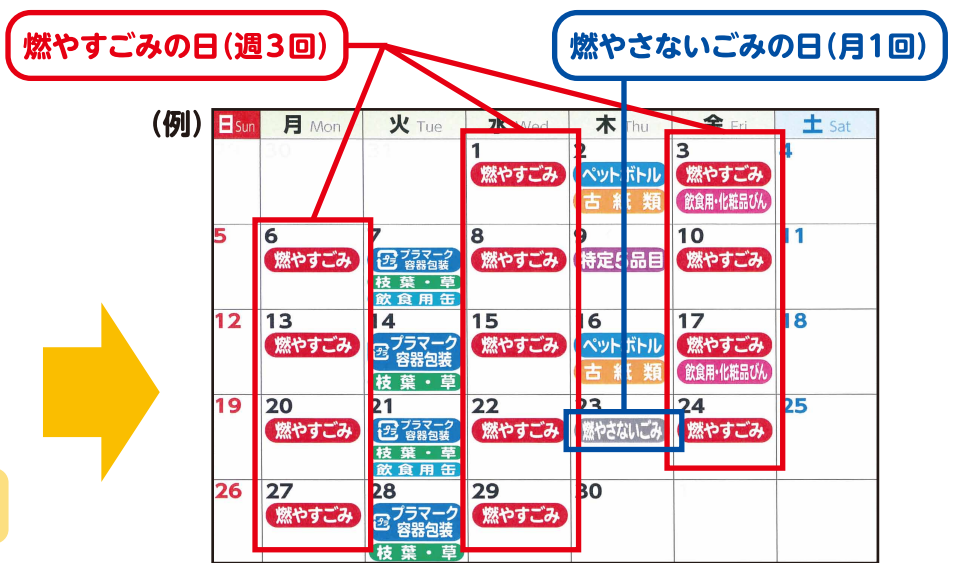 燃やすごみの日(週3回)
燃やさないごみの日(月1回)
(例)
日 Sun 月 Mon 火 Tue 水 Wed 木 Thu 金 Fri 土 Sat
30 31 1 2 3 4
燃やすごみ ペットボトル 燃やすごみ
古紙類 飲食用・化粧品びん
5 6 7 8 9 10 11
燃やすごみ プラマーク容器包装 燃やすごみ 特定5品目 燃やすごみ
枝葉・草
飲食用缶
12 13 14 15 16 17 18
燃やすごみ プラマーク容器包装 燃やすごみ ペットボトル 燃やすごみ
枝葉・草 古紙類 飲食用・化粧品びん
19 20 21 22 23 24 25
燃やすごみ プラマーク容器包装 燃やすごみ 燃やさないごみ 燃やすごみ
枝葉・草
飲食用缶
26 27 28 29 30
燃やすごみ プラマーク容器包装 燃やすごみ
枝葉・草